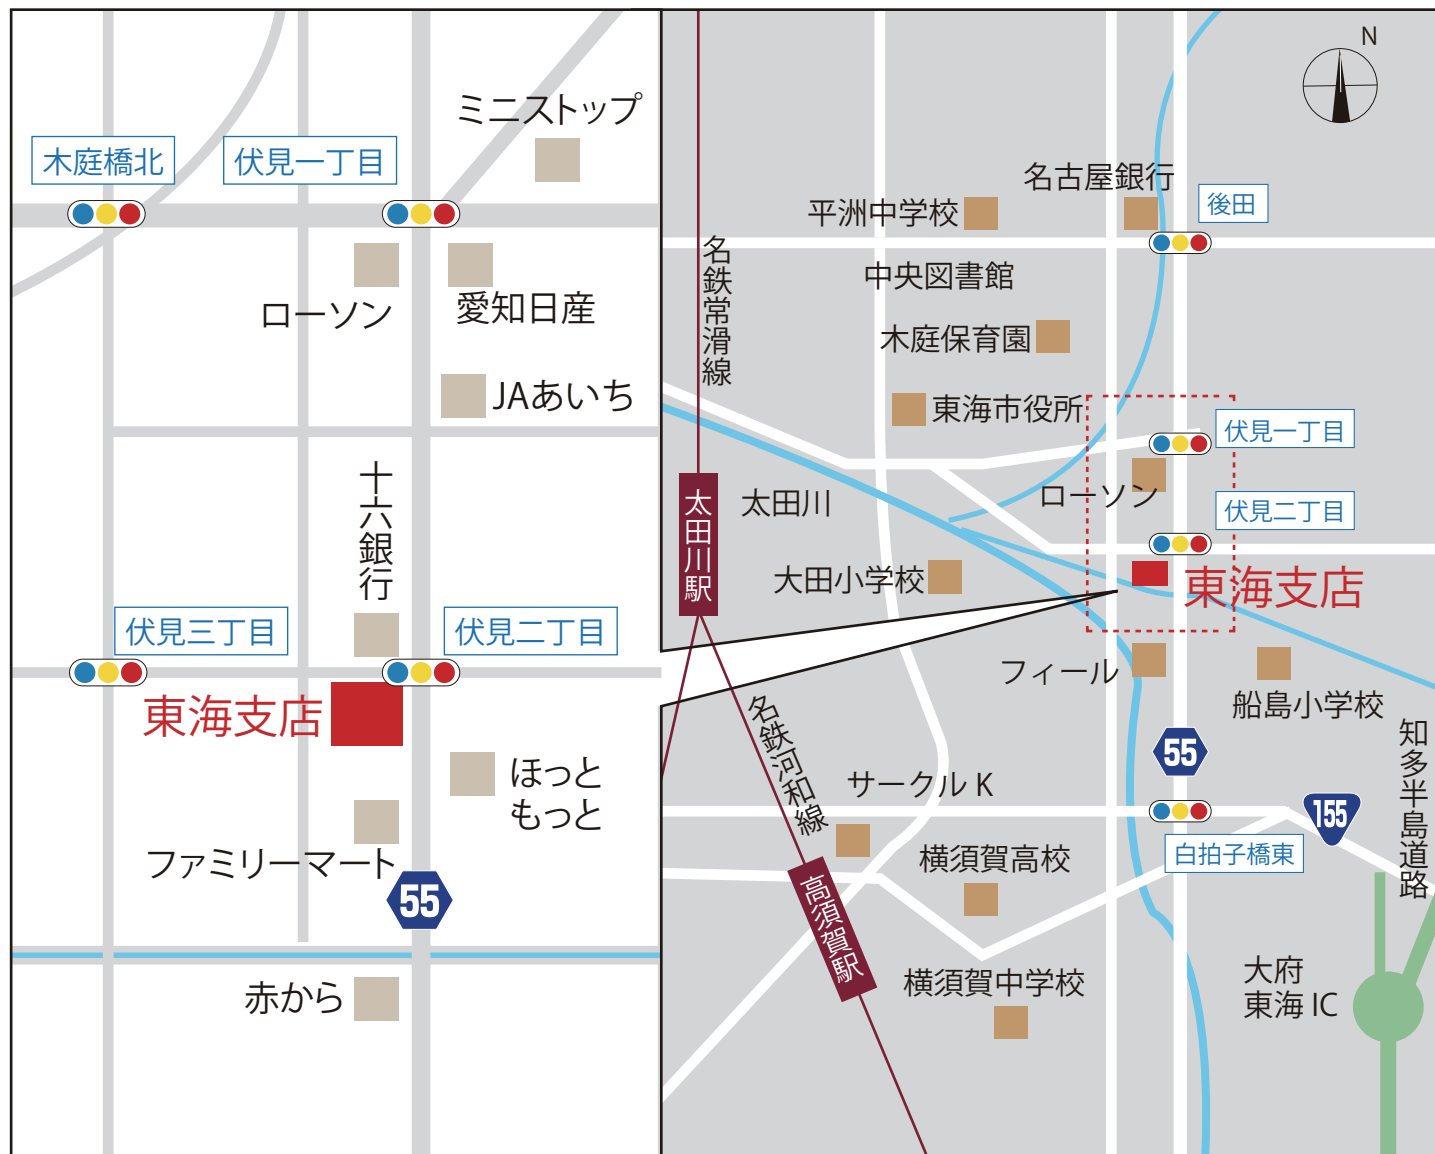 ミニストップ
木庭橋北
伏見一丁目
ローソン
愛知日産
JAあいち
十六銀行
伏見三丁目
伏見二丁目
東海支店
ほっと
もっと
ファミリーマート
55
赤から
N
名古屋銀行
後田
平洲中学校
名鉄常滑線
中央図書館
木庭保育園
東海市役所
伏見一丁目
ローソン
伏見二丁目
太田川駅
太田川
大田小学校
東海支店
フィール
船島小学校
名鉄河和線
55
知多半島道路
サークル K
155
白拍子橋東
横須賀高校
高須賀駅
横須賀中学校
大府
東海 IC